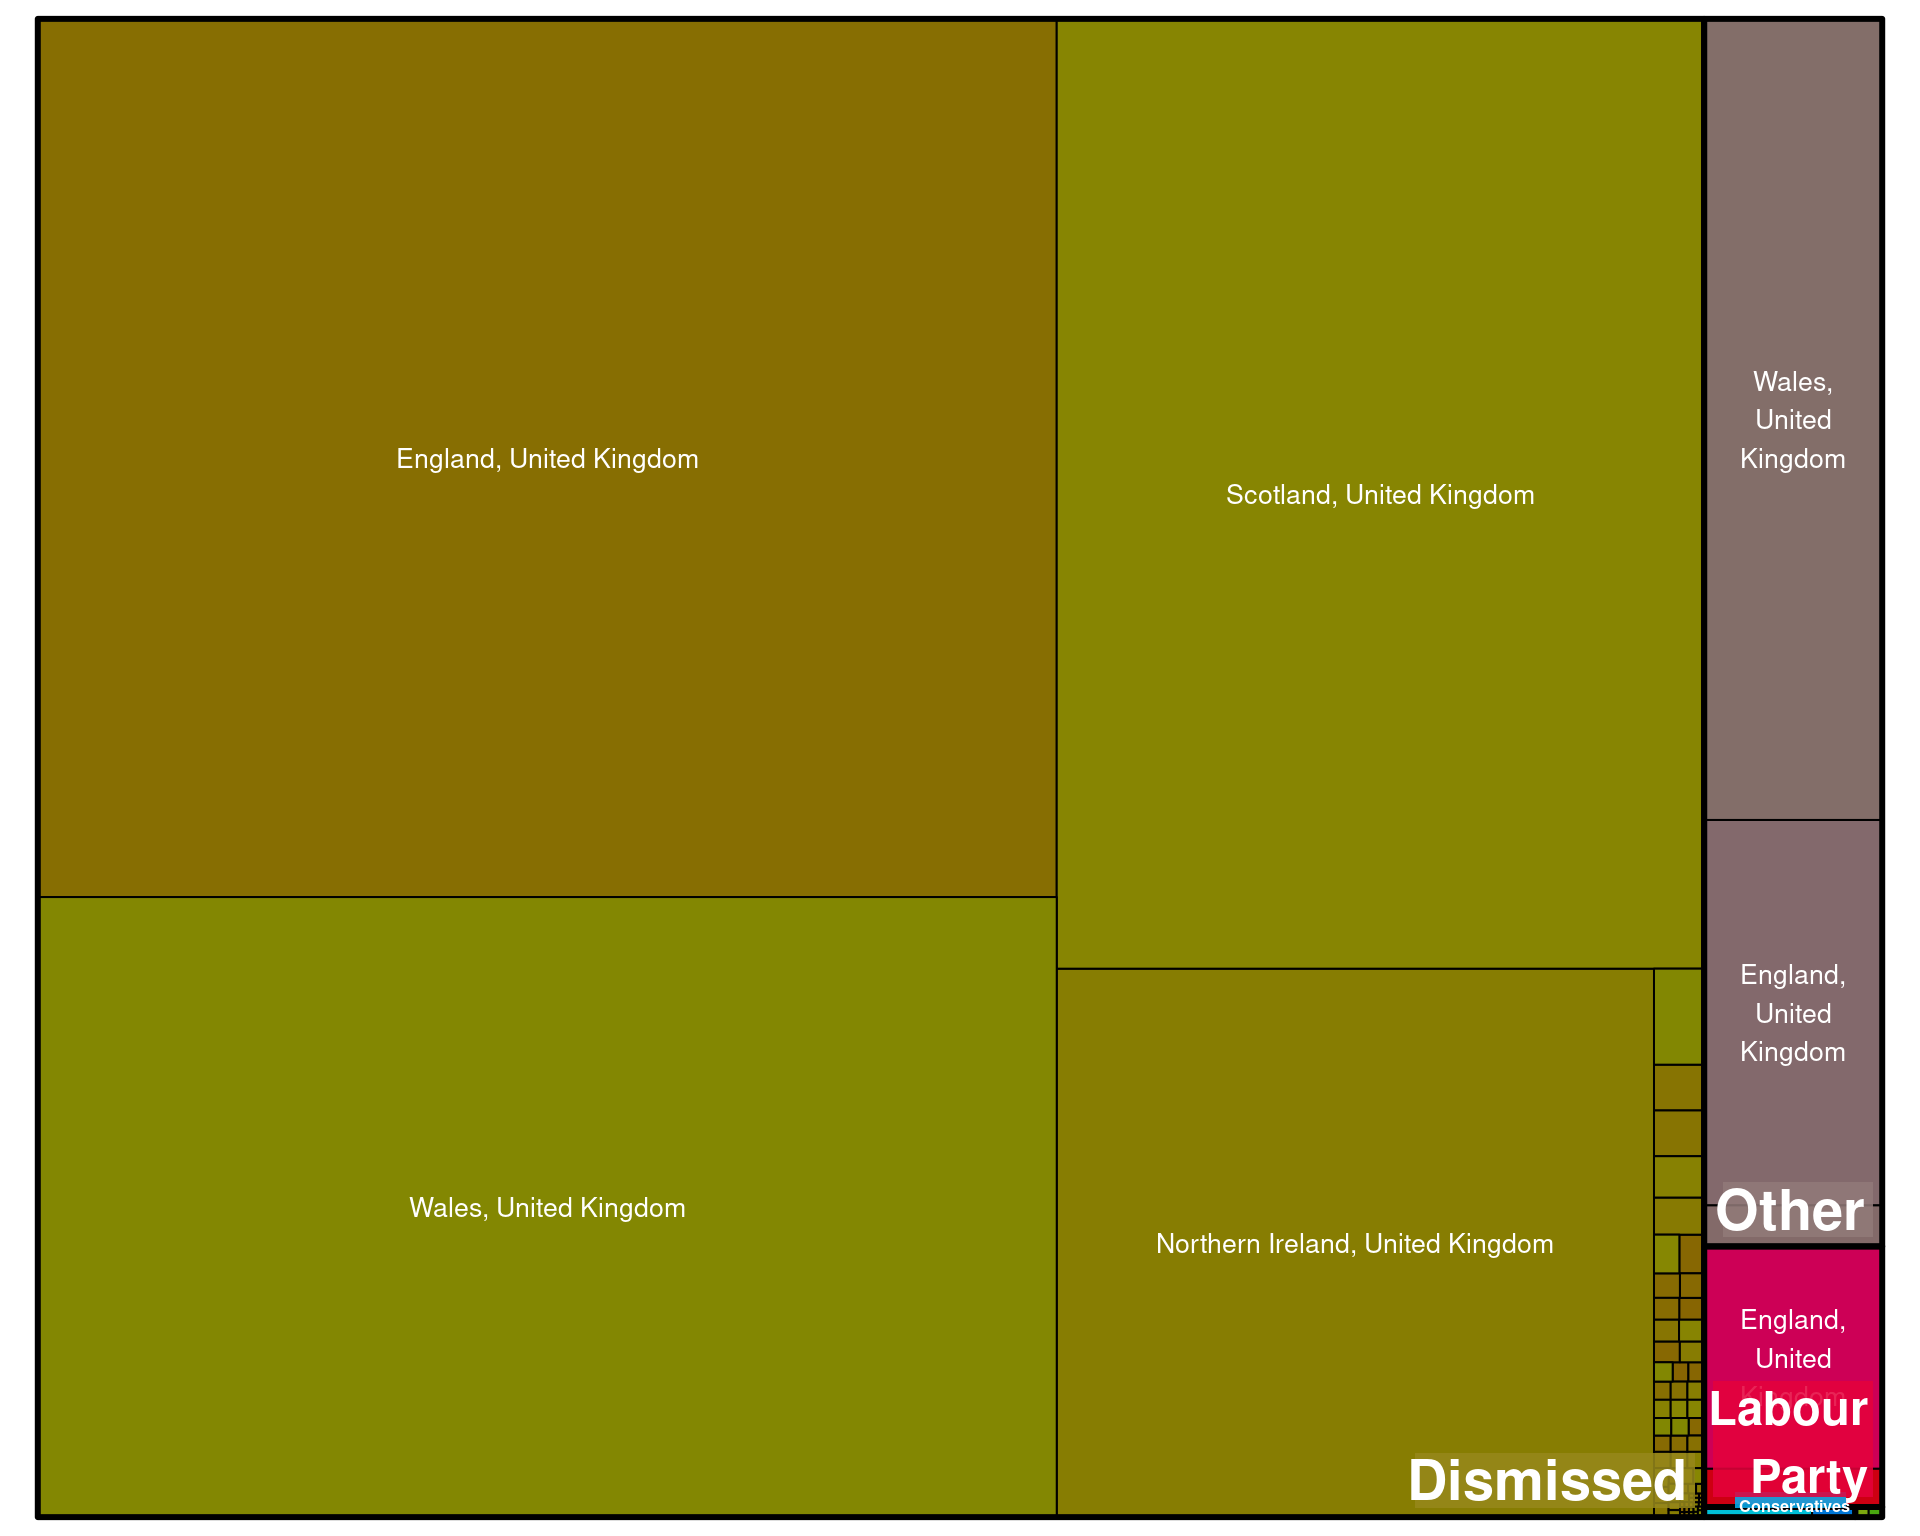 England, United Kingdom
Scotland, United Kingdom
Wales,
United
Kingdom
England,
United
Kingdom
Other
Wales, United Kingdom
Northern Ireland, United Kingdom
England,
United
Kingdom
Labour
Party
Dismissed
Conservatives